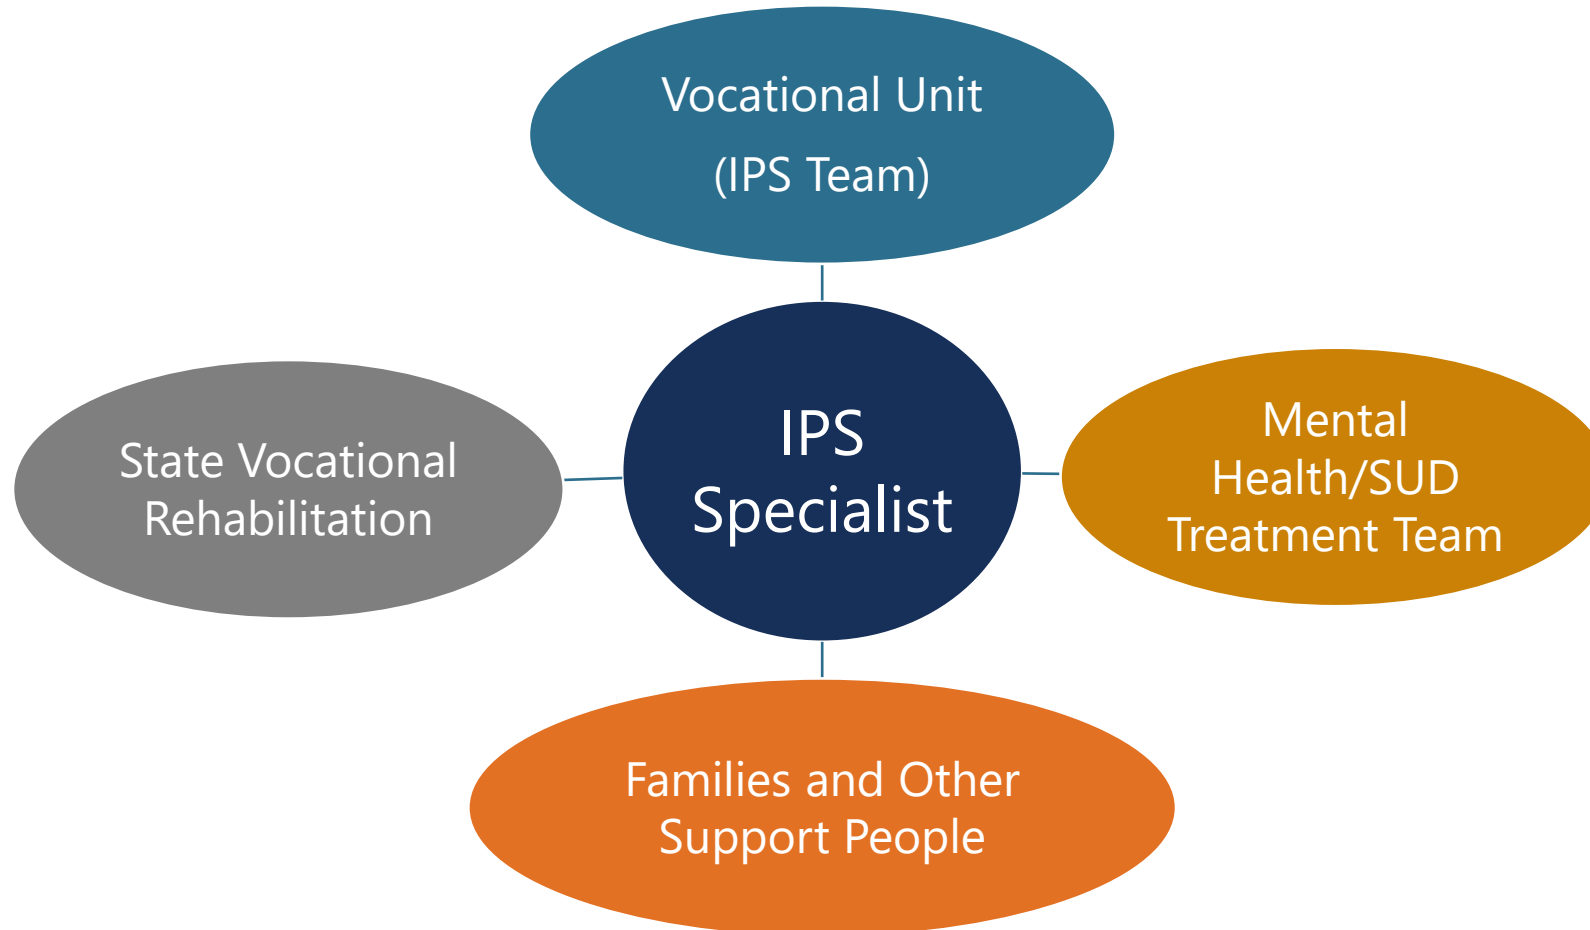 Vocational Unit
(IPS Team)
State Vocational
Rehabilitation
IPS
Specialist
Mental
Health/SUD
Treatment Team
Families and Other
Support People